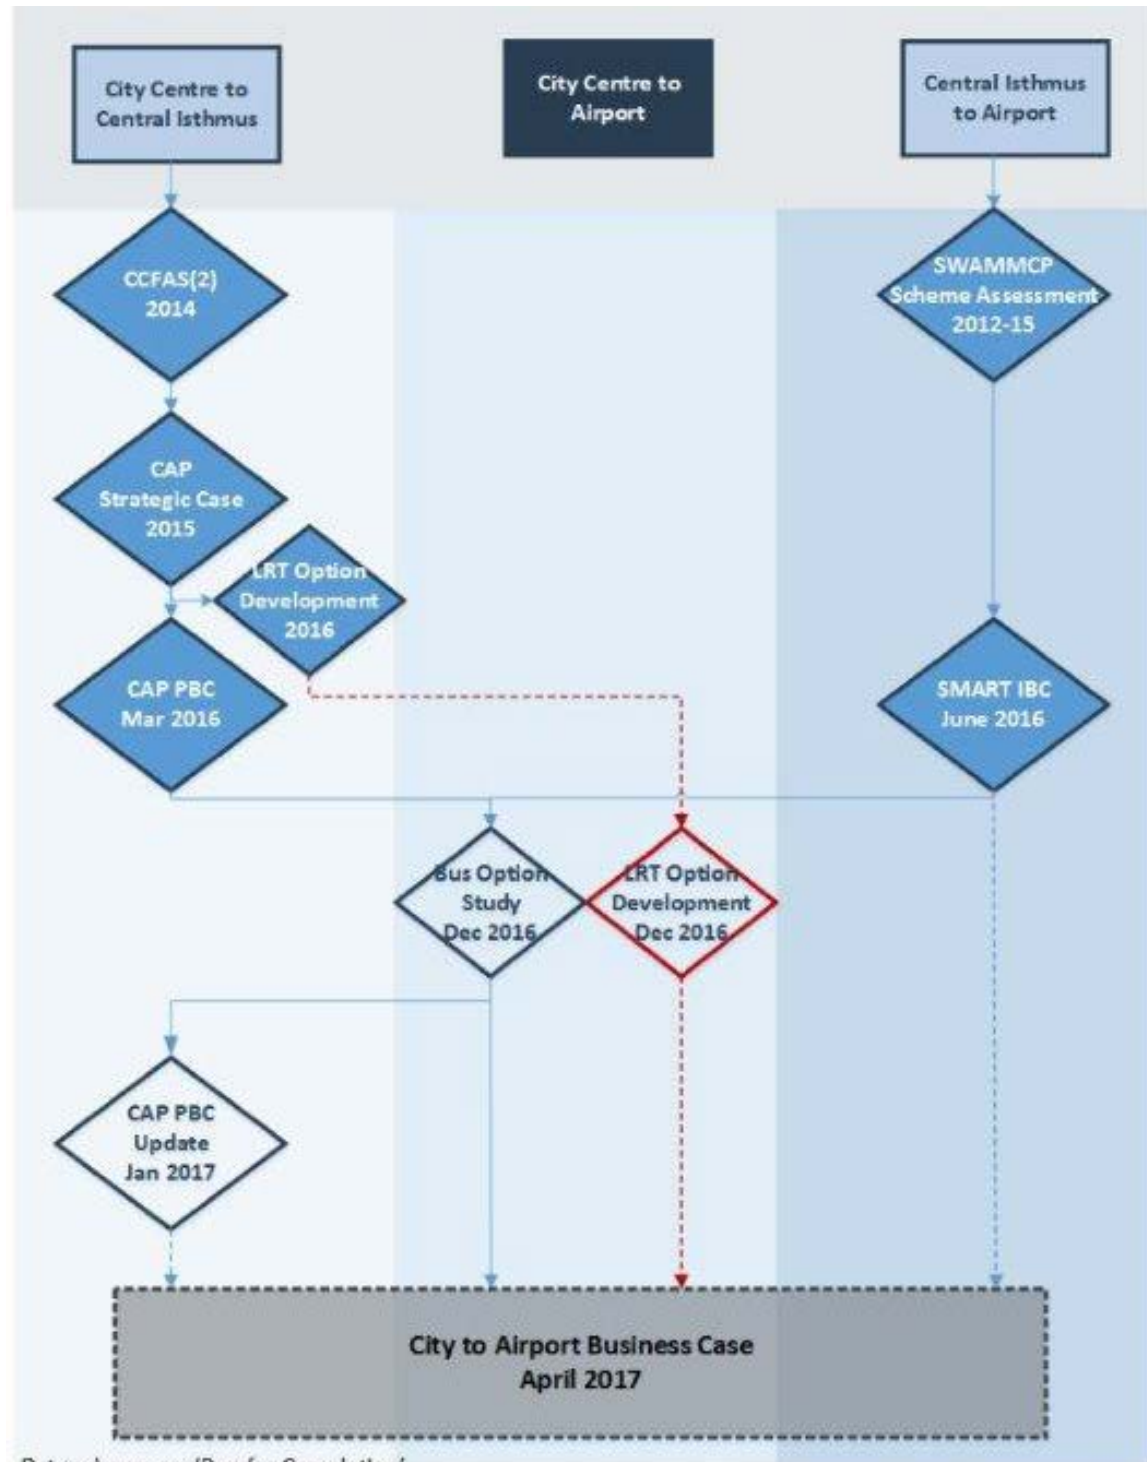 City Centre to
Central Isthmus
City Centre to
Airport
Central Isthmus
to Airport
CCFAS(2)
2014
SWAMMCP
Scheme Assessment
2012-15
CAP
Strategic Case
2015
LRT Option
Development
2016
CAP PBC
Mar 2016
SMART IBC
June 2016
Bus Option
Study
Dec 2016
LRT Option
Development
Dec 2016
CAP PBC
Update
Jan 2017
City to Airport Business Case
April 2017